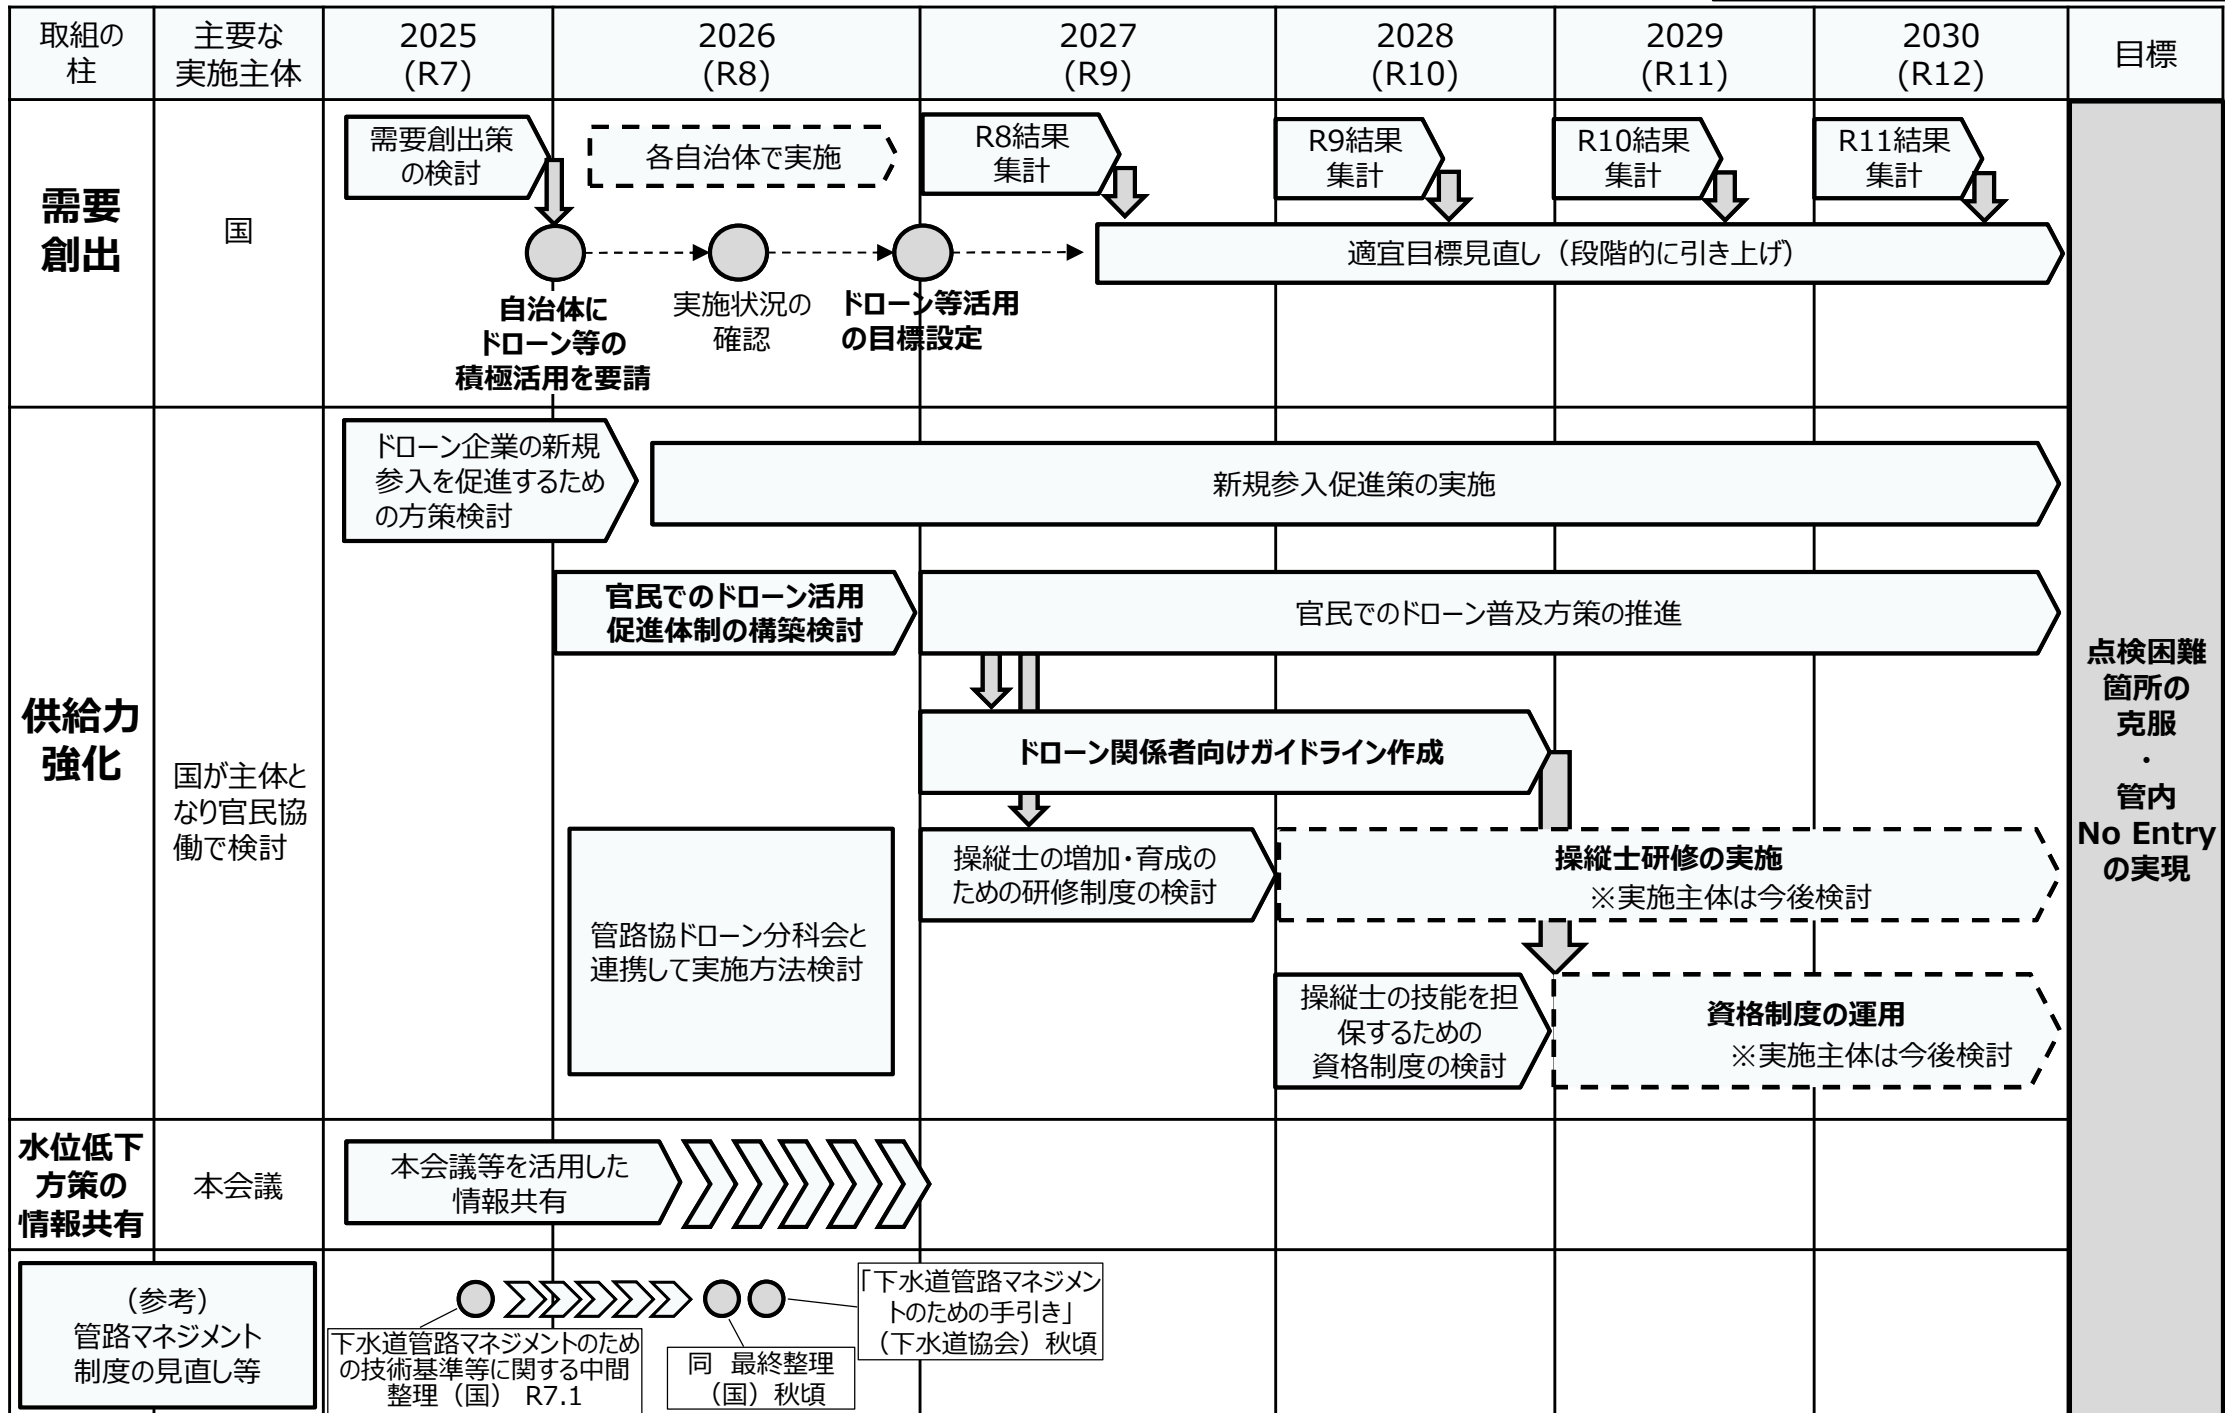 取組の
柱
主要な
実施主体
2025
(R7)
2026
(R8)
2027
(R9)
2028
(R10)
2029
(R11)
2030
(R12)
目標
需要
創出
国
需要創出策
の検討
各自治体で実施
R8結果
集計
R9結果
集計
R10結果
集計
R11結果
集計
適宜目標見直し（段階的に引き上げ）
自治体に
ドローン等の
積極活用を要請
実施状況の
確認
ドローン等活用
の目標設定
供給力
強化
国が主体と
なり官民協
働で検討
ドローン企業の新規
参入を促進するため
の方策検討
新規参入促進策の実施
官民でのドローン活用
促進体制の構築検討
官民でのドローン普及方策の推進
ドローン関係者向けガイドライン作成
管路協ドローン分科会と
連携して実施方法検討
操縦士の増加・育成の
ための研修制度の検討
操縦士研修の実施
※実施主体は今後検討
操縦士の技能を担
保するための
資格制度の検討
資格制度の運用
※実施主体は今後検討
点検困難
箇所の
克服
・
管内
No Entry
の実現
水位低下
方策の
情報共有
本会議
本会議等を活用した
情報共有
（参考）
管路マネジメント
制度の見直し等
下水道管路マネジメントのため
の技術基準等に関する中間
整理（国） R7.1
同 最終整理
（国）秋頃
「下水道管路マネジメン
トのための手引き」
（下水道協会）秋頃